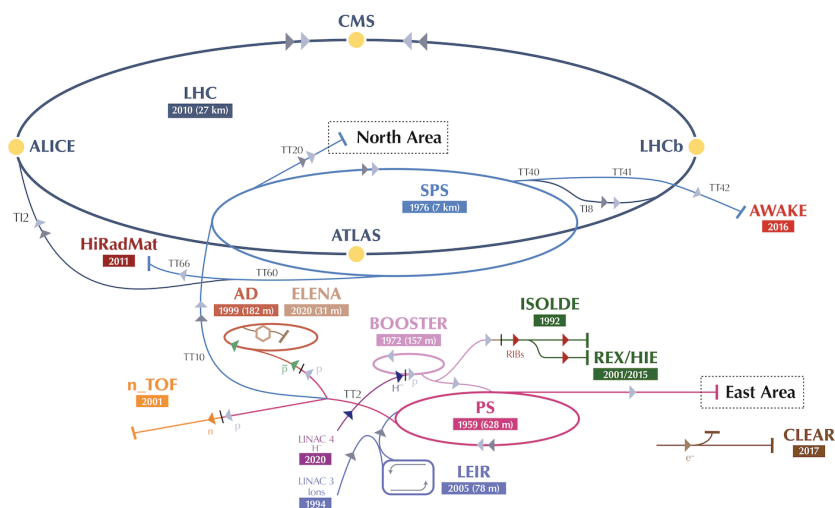 CMS
LHC
2010 (27 km)
TT20
North Area
ALICE
LHCb
TT40
TT41
SPS
1976 (7 km)
TT42
TI8
AWAKE
2016
TI2
ATLAS
HiRadMat
2011
TT66
TT60
AD
1999 (182 m)
ELENA
2020 (31 m)
ISOLDE
1992
BOOSTER
1972 (157 m)
TT10
RIBs
REX/HIE
2001/2015
p̅
p
H⁻
p
n_TOF
2001
TT2
East Area
PS
1959 (628 m)
n
p
LINAC 4
H⁻
2020
CLEAR
2017
e⁻
LINAC 3
Ions
1994
LEIR
2005 (78 m)